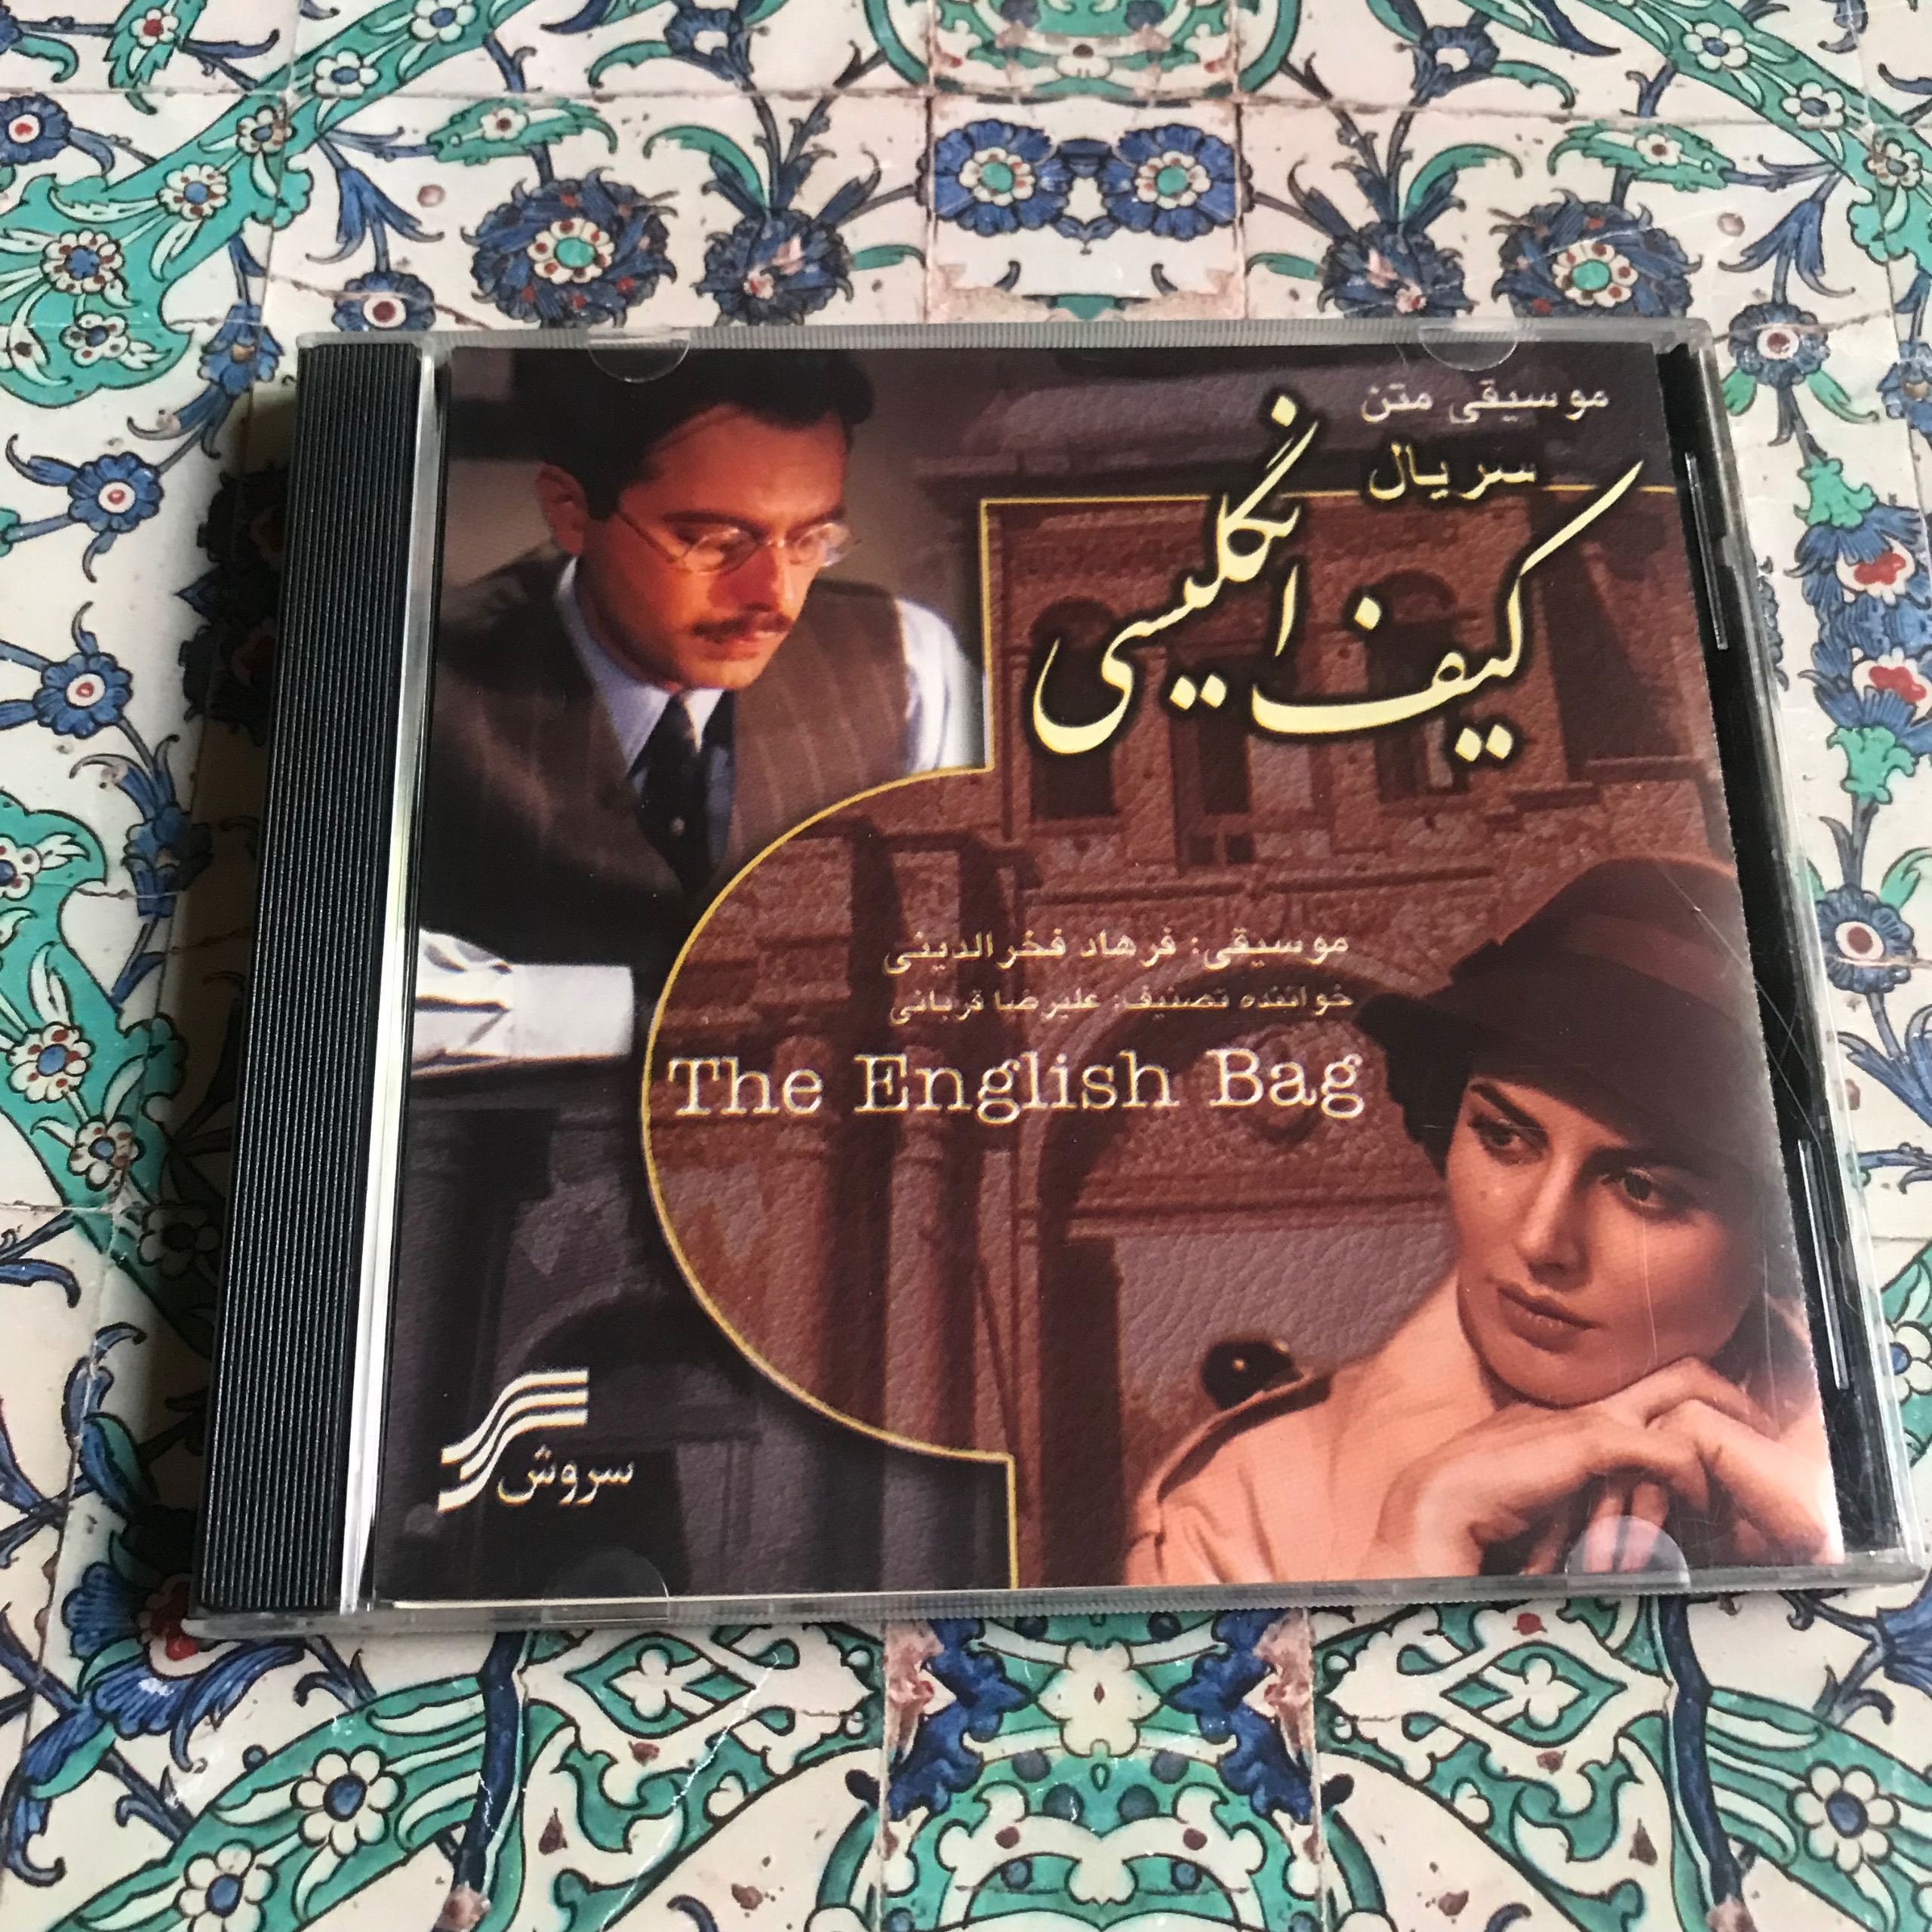 موسیقی متن
سریال
کیف انگلیسی
موسیقی: فرهاد فخرالدینی
خواننده تصنیف: علیرضا قربانی
The English Bag
سروش